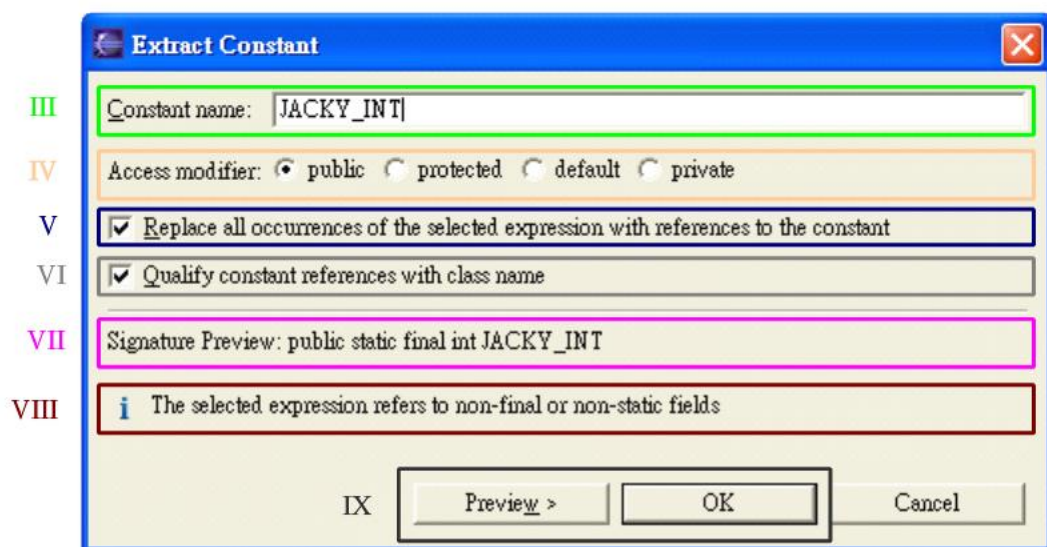 Extract Constant
III Constant name: JACKY_INT
IV Access modifier: public protected default private
V Replace all occurrences of the selected expression with references to the constant
VI Qualify constant references with class name
VII Signature Preview: public static final int JACKY_INT
VIII i The selected expression refers to non-final or non-static fields
IX Preview > OK Cancel